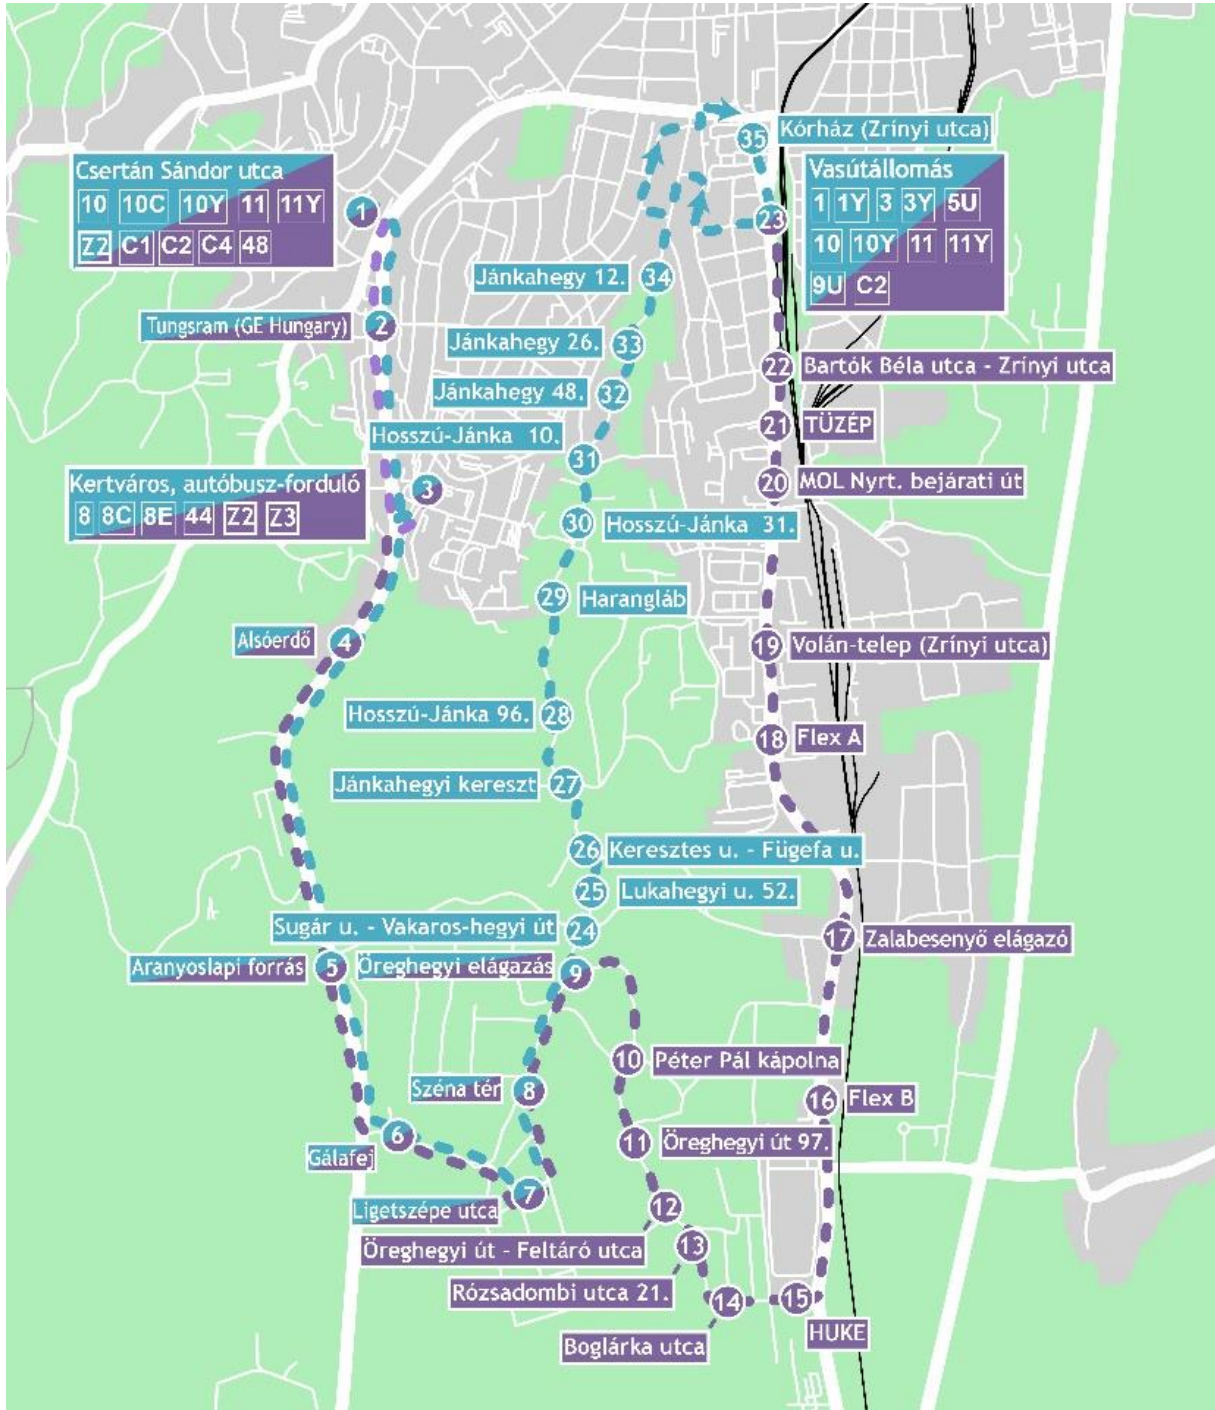 35
Kórház (Zrínyi utca)
Csertán Sándor utca
10 10C 10Y 11 11Y
Z2 C1 C2 C4 48
1
Vasútállomás
1 1Y 3 3Y 5U
10 10Y 11 11Y
9U C2
23
Jánkahegy 12.
34
Tungsram (GE Hungary)
2
Jánkahegy 26.
33
22
Bartók Béla utca - Zrínyi utca
Jánkahegy 48.
32
21
TÜZÉP
Hosszú-Jánka 10.
31
Kertváros, autóbusz-forduló
8 8C 8E 44 Z2 Z3
3
20
MOL Nyrt. bejárati út
30
Hosszú-Jánka 31.
29
Harangláb
Alsóerdő
4
19
Volán-telep (Zrínyi utca)
Hosszú-Jánka 96.
28
18
Flex A
Jánkahegyi kereszt
27
26
Keresztes u. - Fügefa u.
25
Lukahegyi u. 52.
Sugár u. - Vakaros-hegyi út
24
17
Zalabesenyő elágazó
Aranyoslapi forrás
5
Öreghegyi elágazás
9
10
Péter Pál kápolna
Széna tér
8
16
Flex B
6
Gálafej
11
Öreghegyi út 97.
7
Ligetszépe utca
12
Öreghegyi út - Feltáró utca
13
Rózsadombi utca 21.
14
15
Boglárka utca
HUKE